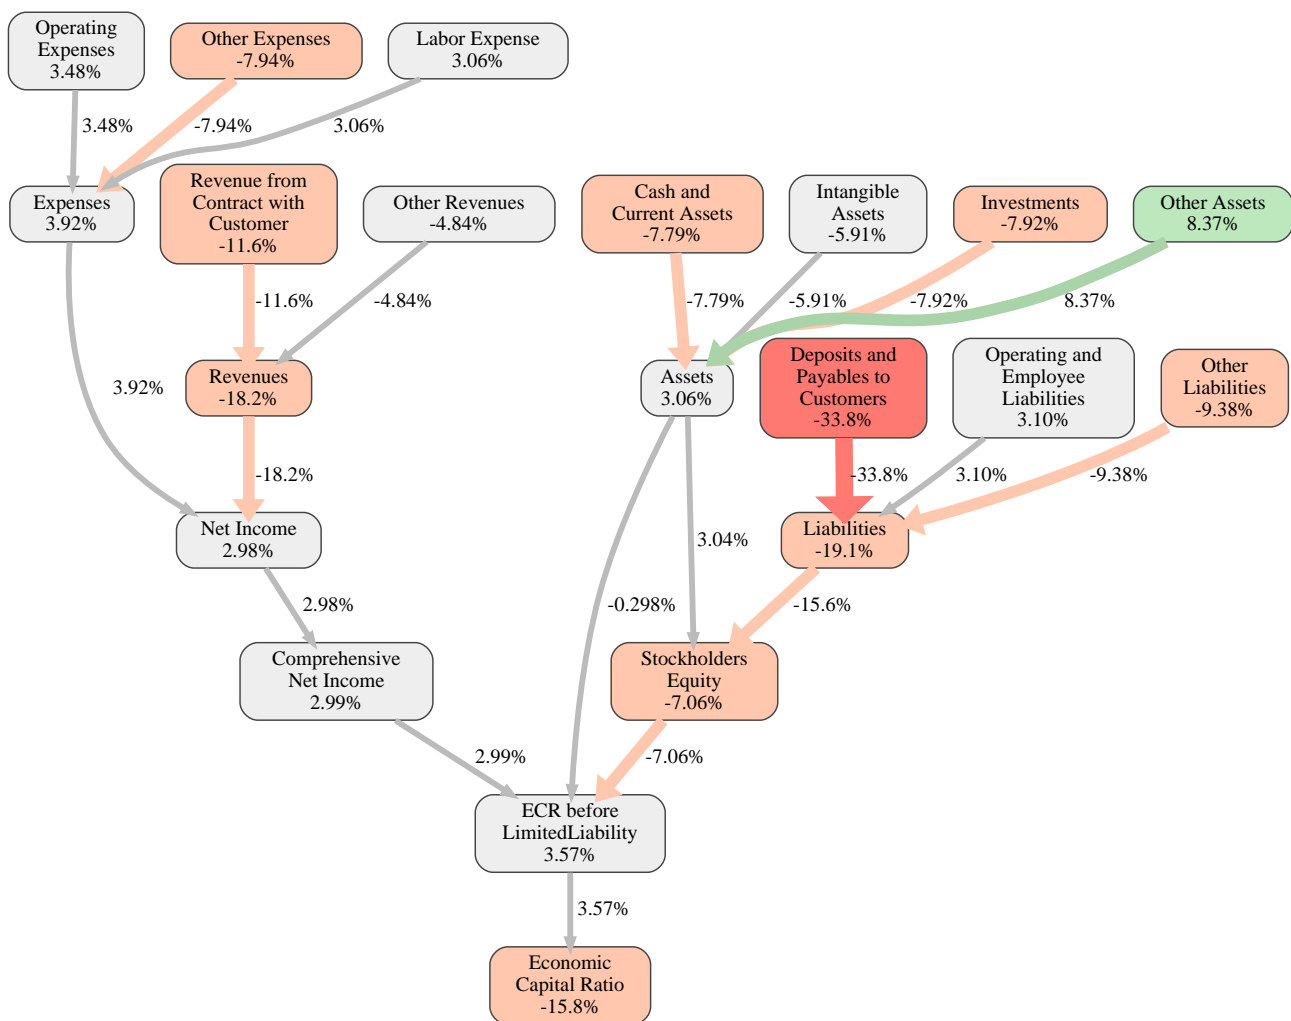 Operating
Expenses
3.48%
Other Expenses
-7.94%
Labor Expense
3.06%
3.48%
-7.94%
3.06%
Expenses
3.92%
Revenue from
Contract with
Customer
-11.6%
Other Revenues
-4.84%
Cash and
Current Assets
-7.79%
Intangible
Assets
-5.91%
Investments
-7.92%
Other Assets
8.37%
-11.6%
-4.84%
-7.79%
-5.91%
-7.92%
8.37%
3.92%
Revenues
-18.2%
Assets
3.06%
Deposits and
Payables to
Customers
-33.8%
Operating and
Employee
Liabilities
3.10%
Other
Liabilities
-9.38%
-18.2%
-33.8%
3.10%
-9.38%
Net Income
2.98%
3.04%
Liabilities
-19.1%
2.98%
-0.298%
-15.6%
Comprehensive
Net Income
2.99%
Stockholders
Equity
-7.06%
2.99%
-7.06%
ECR before
LimitedLiability
3.57%
3.57%
Economic
Capital Ratio
-15.8%